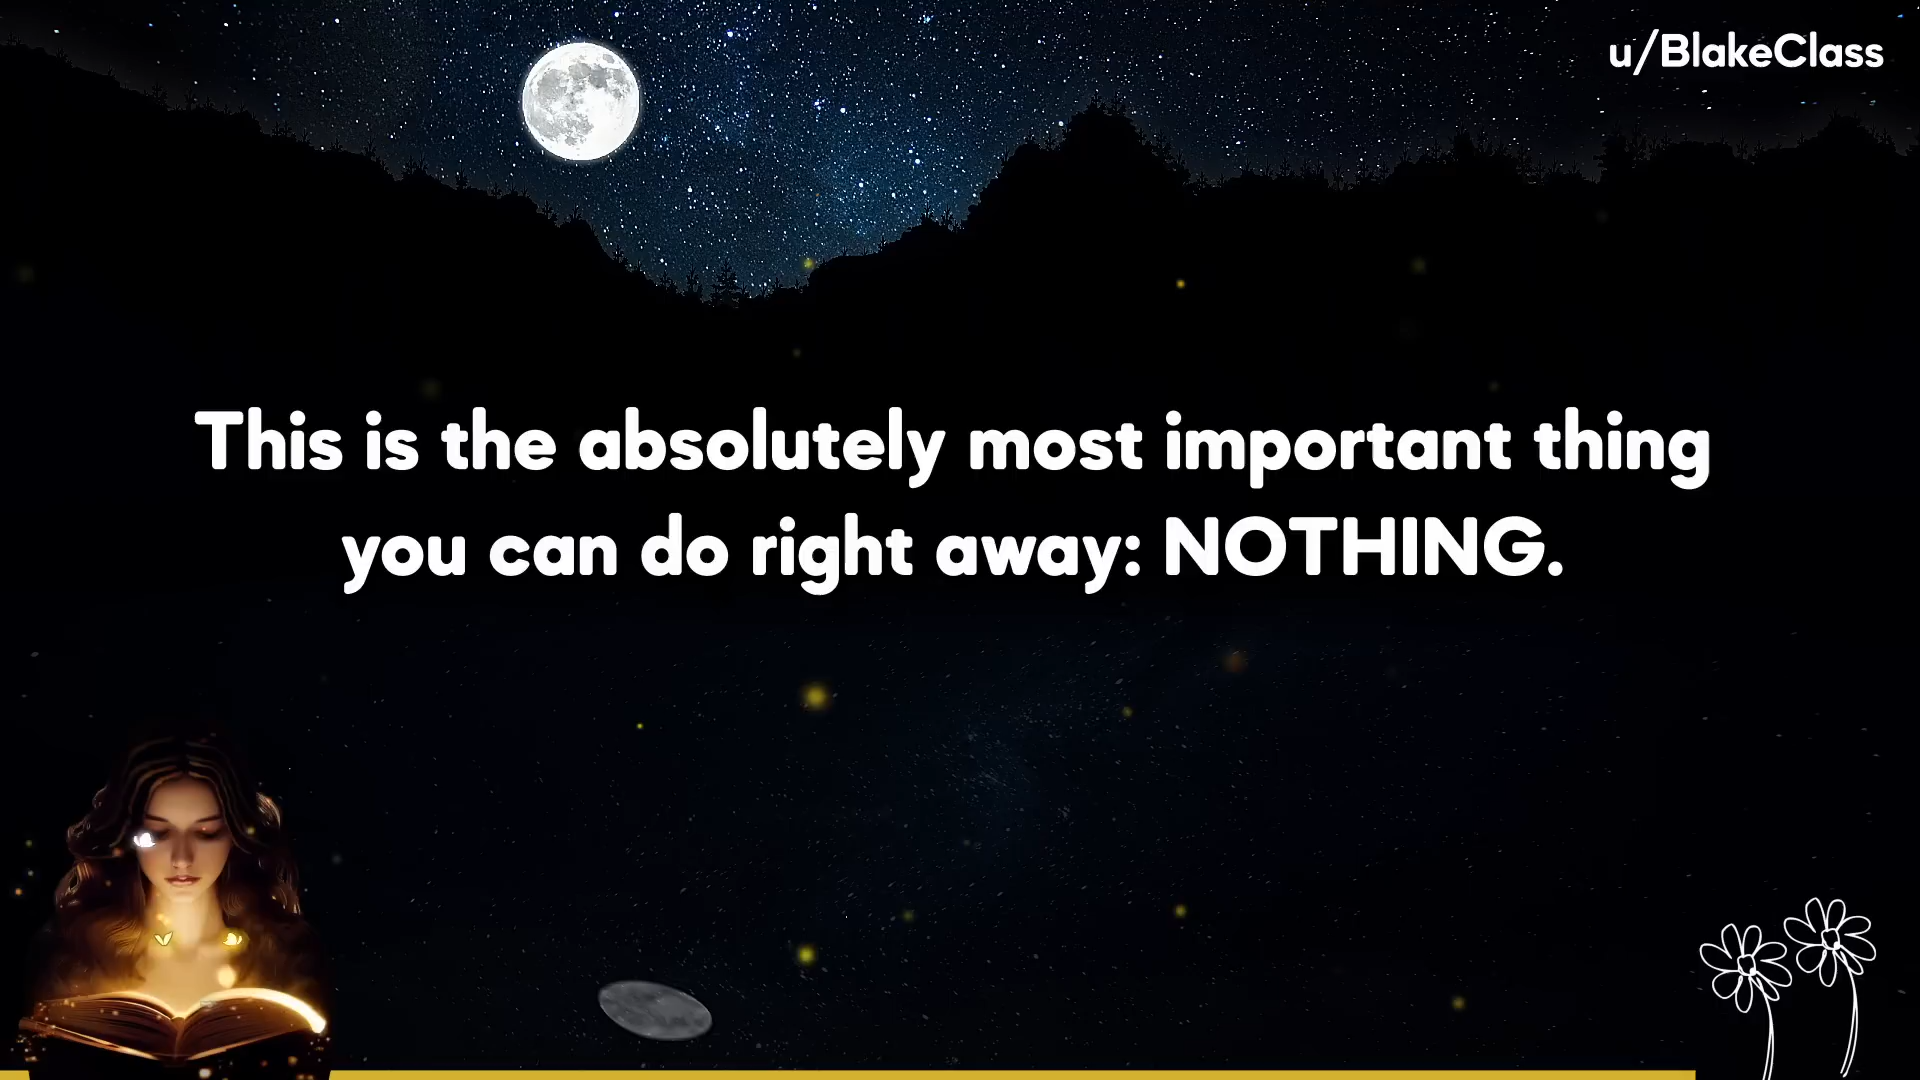 u/BlakeClass
This is the absolutely most important thing
you can do right away: NOTHING.